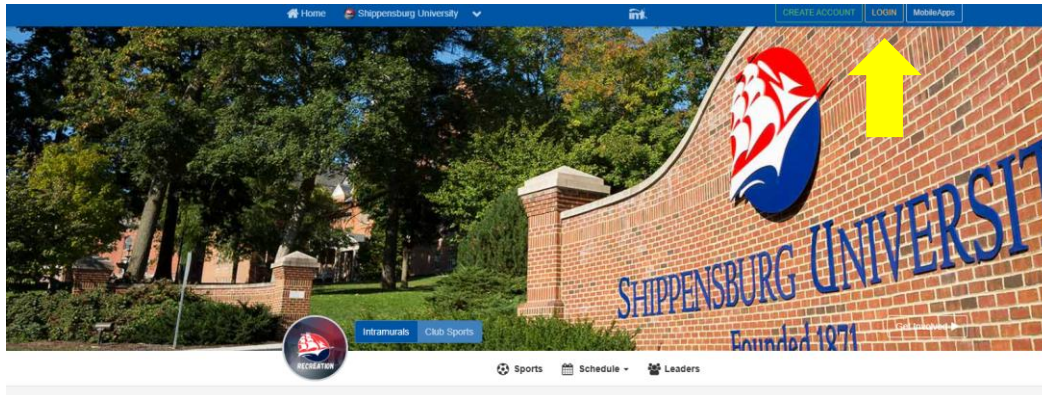 Home Shippensburg University im. CREATE ACCOUNT LOGIN MobileApps
SHIPPENSBURG UNIVERSIT
Founded 1871
Get Involved
Intramurals Club Sports
RECREATION
Sports Schedule Leaders